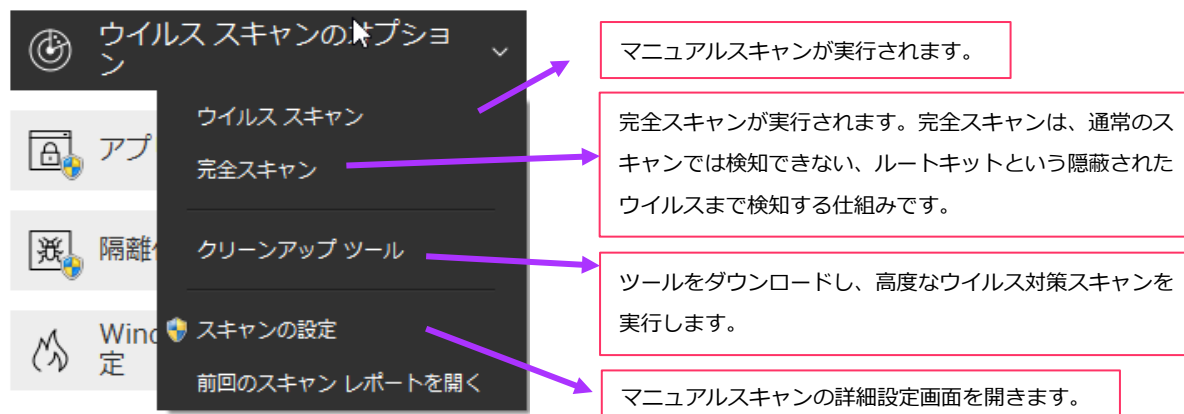 ウイルス スキャンのオプショ
ン
ウイルス スキャン
完全スキャン
クリーンアップ ツール
スキャンの設定
前回のスキャン レポートを開く
アプ
隔離
Wind
定
マニュアルスキャンが実行されます。
完全スキャンが実行されます。完全スキャンは、通常のス
キャンでは検知できない、ルートキットという隠蔽された
ウイルスまで検知する仕組みです。
ツールをダウンロードし、高度なウイルス対策スキャンを
実行します。
マニュアルスキャンの詳細設定画面を開きます。